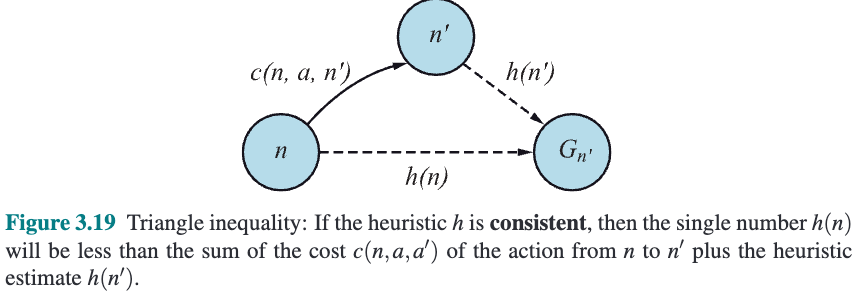 n'
c(n, a, n')
h(n')
n
G_{n'}
h(n)
Figure 3.19 Triangle inequality: If the heuristic h is consistent, then the single number h(n)
will be less than the sum of the cost c(n,a,a′) of the action from n to n′ plus the heuristic
estimate h(n′).